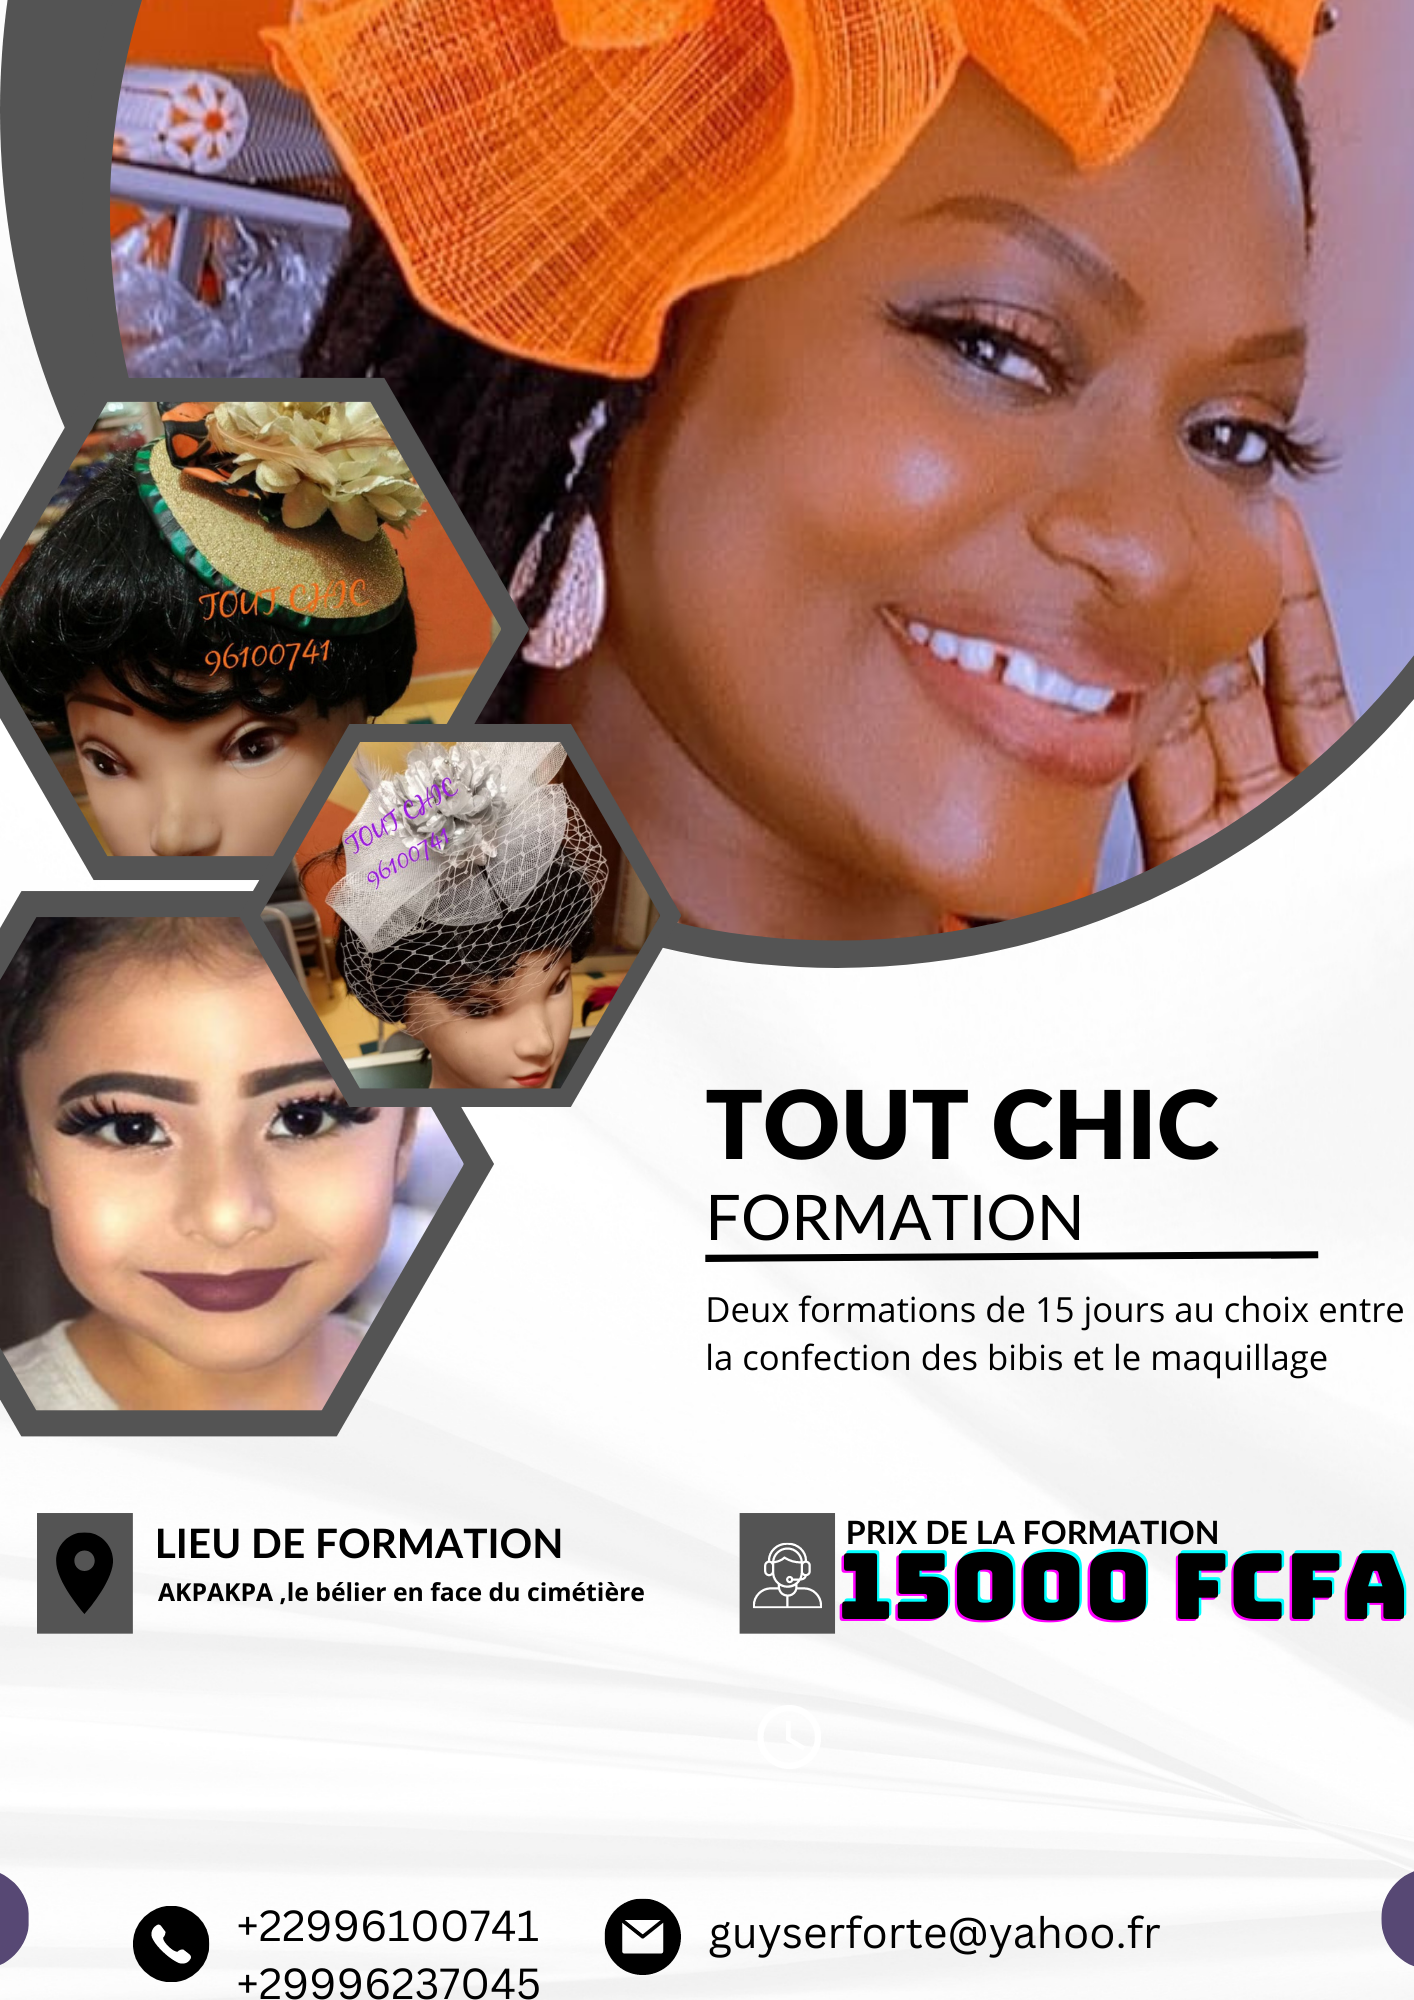 TOUT CHIC
96100741
TOUT CHIC
96100741
TOUT CHIC
FORMATION
Deux formations de 15 jours au choix entre
la confection des bibis et le maquillage
LIEU DE FORMATION
AKPAKPA ,le bélier en face du cimétière
PRIX DE LA FORMATION
15000 FCFA
+22996100741
+29996237045
guyserforte@yahoo.fr